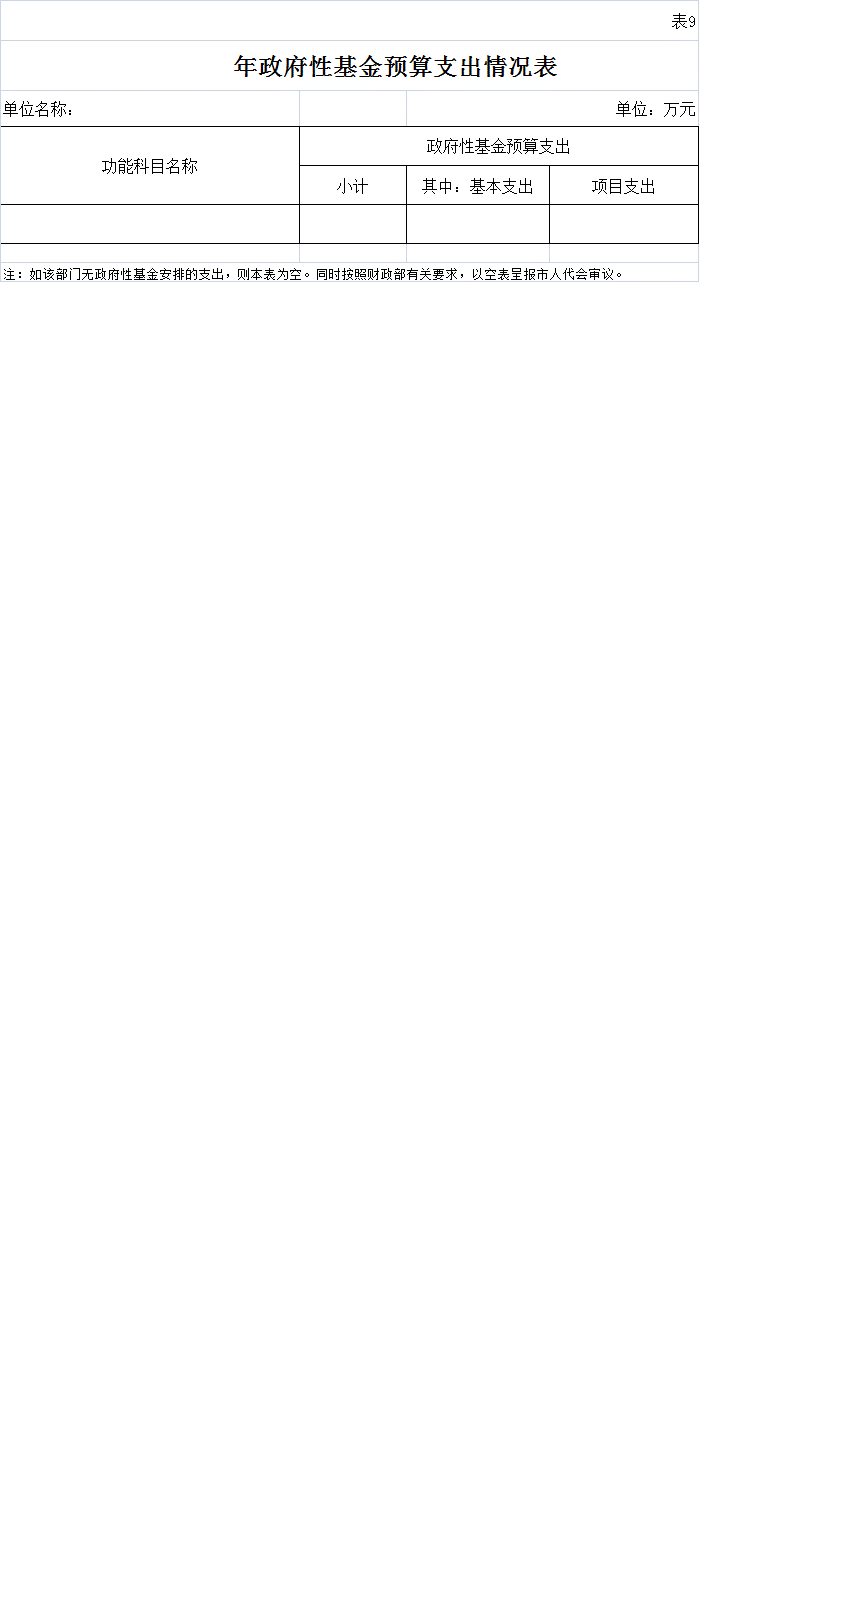 表9
年政府性基金预算支出情况表
单位名称：
单位：万元
功能科目名称
政府性基金预算支出
小计
其中：基本支出
项目支出
注：如该部门无政府性基金安排的支出，则本表为空。同时按照财政部有关要求，以空表呈报市人代会审议。